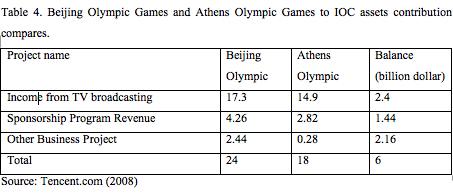 Table 4. Beijing Olympic Games and Athens Olympic Games to IOC assets contribution
compares.
Project name Beijing Olympic Athens Olympic Balance (billion dollar)
Income from TV broadcasting 17.3 14.9 2.4
Sponsorship Program Revenue 4.26 2.82 1.44
Other Business Project 2.44 0.28 2.16
Total 24 18 6
Source: Tencent.com (2008)